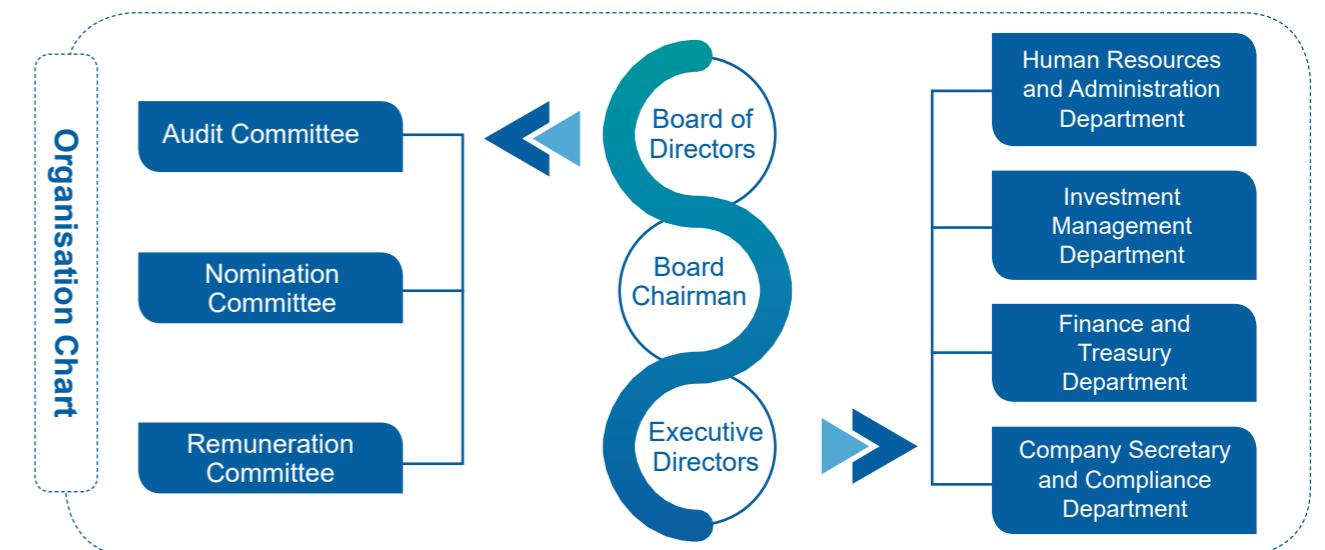 Organisation Chart
Audit Committee
Nomination
Committee
Remuneration
Committee
Board of
Directors
Board
Chairman
Executive
Directors
Human Resources
and Administration
Department
Investment
Management
Department
Finance and
Treasury
Department
Company Secretary
and Compliance
Department